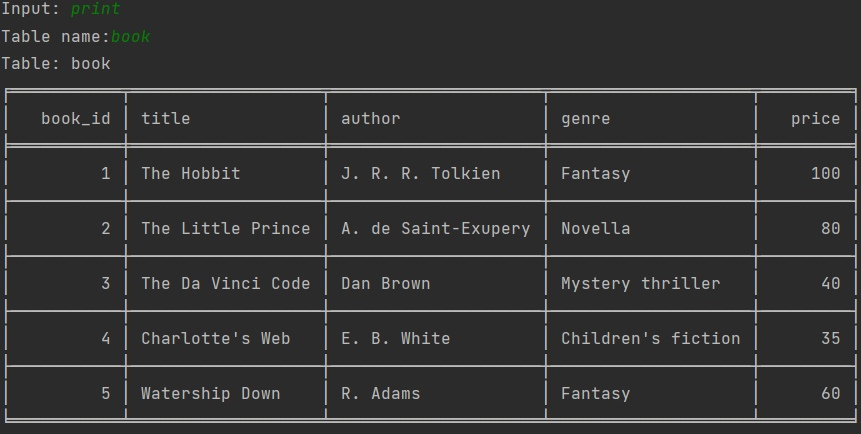 Input: print
Table name:book
Table: book
book_id title author genre price
1 The Hobbit J. R. R. Tolkien Fantasy 100
2 The Little Prince A. de Saint-Exupery Novella 80
3 The Da Vinci Code Dan Brown Mystery thriller 40
4 Charlotte's Web E. B. White Children's fiction 35
5 Watership Down R. Adams Fantasy 60